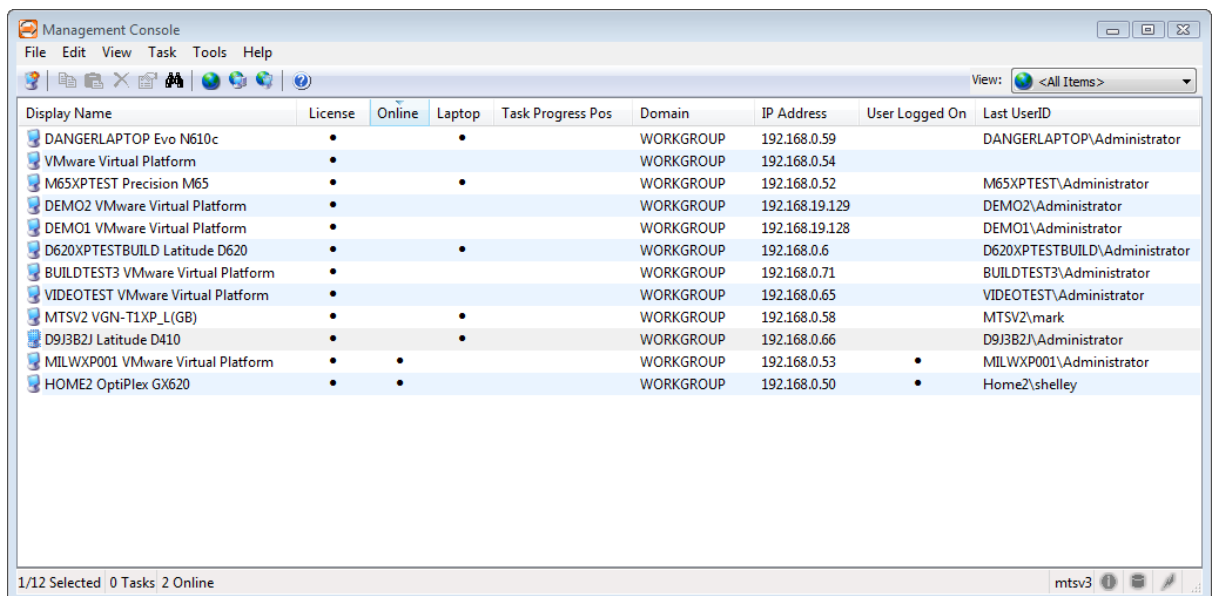 Management Console
File Edit View Task Tools Help
View: <All Items>
Display Name License Online Laptop Task Progress Pos Domain IP Address User Logged On Last UserID
DANGERLAPTOP Evo N610c • • WORKGROUP 192.168.0.59 DANGERLAPTOP\Administrator
VMware Virtual Platform • WORKGROUP 192.168.0.54
M65XPTEST Precision M65 • • WORKGROUP 192.168.0.52 M65XPTEST\Administrator
DEMO2 VMware Virtual Platform • WORKGROUP 192.168.19.129 DEMO2\Administrator
DEMO1 VMware Virtual Platform • WORKGROUP 192.168.19.128 DEMO1\Administrator
D620XPTESTBUILD Latitude D620 • • WORKGROUP 192.168.0.6 D620XPTESTBUILD\Administrator
BUILDTEST3 VMware Virtual Platform • WORKGROUP 192.168.0.71 BUILDTEST3\Administrator
VIDEOTEST VMware Virtual Platform • WORKGROUP 192.168.0.65 VIDEOTEST\Administrator
MTSV2 VGN-T1XP_L(GB) • • WORKGROUP 192.168.0.58 MTSV2\mark
D9J3B2J Latitude D410 • • WORKGROUP 192.168.0.66 D9J3B2J\Administrator
MILWXP001 VMware Virtual Platform • • WORKGROUP 192.168.0.53 • MILWXP001\Administrator
HOME2 OptiPlex GX620 • • WORKGROUP 192.168.0.50 • Home2\shelley
1/12 Selected 0 Tasks 2 Online mtsv3